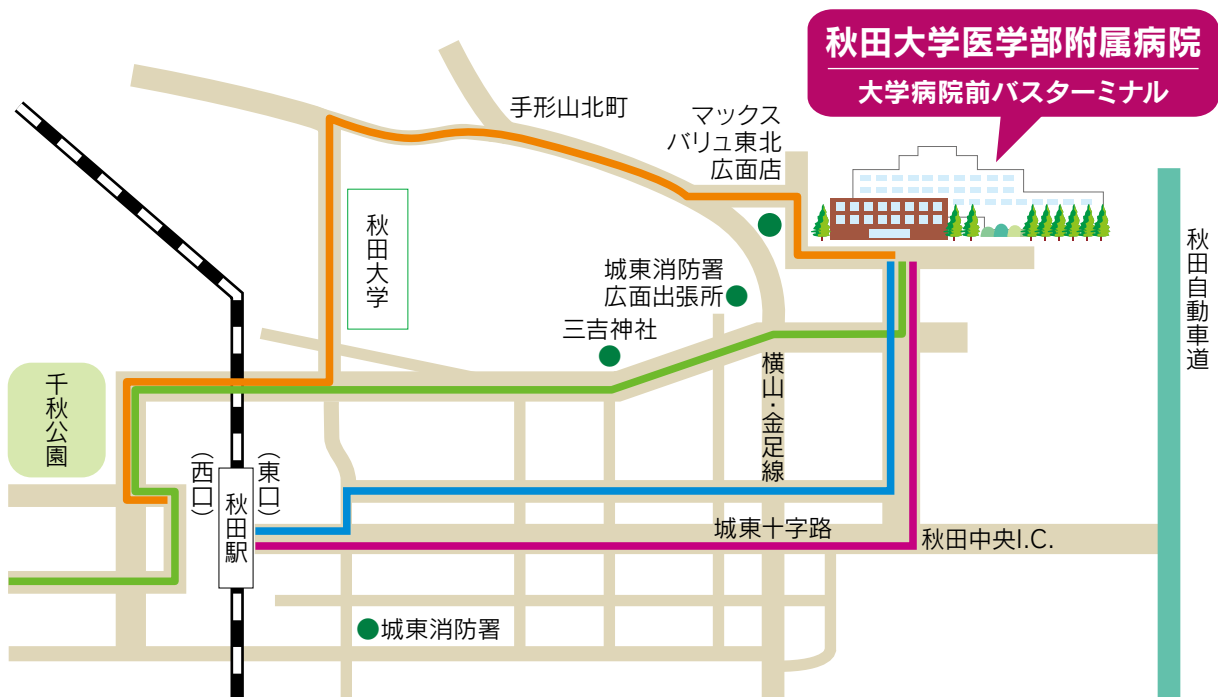 秋田大学医学部附属病院
大学病院前バスターミナル
手形山北町
マックス
バリュ東北
広面店
秋田大学
城東消防署
広面出張所
三吉神社
秋田自動車道
千秋公園
横山・金足線
(西口)
秋田駅
(東口)
城東十字路
秋田中央I.C.
城東消防署